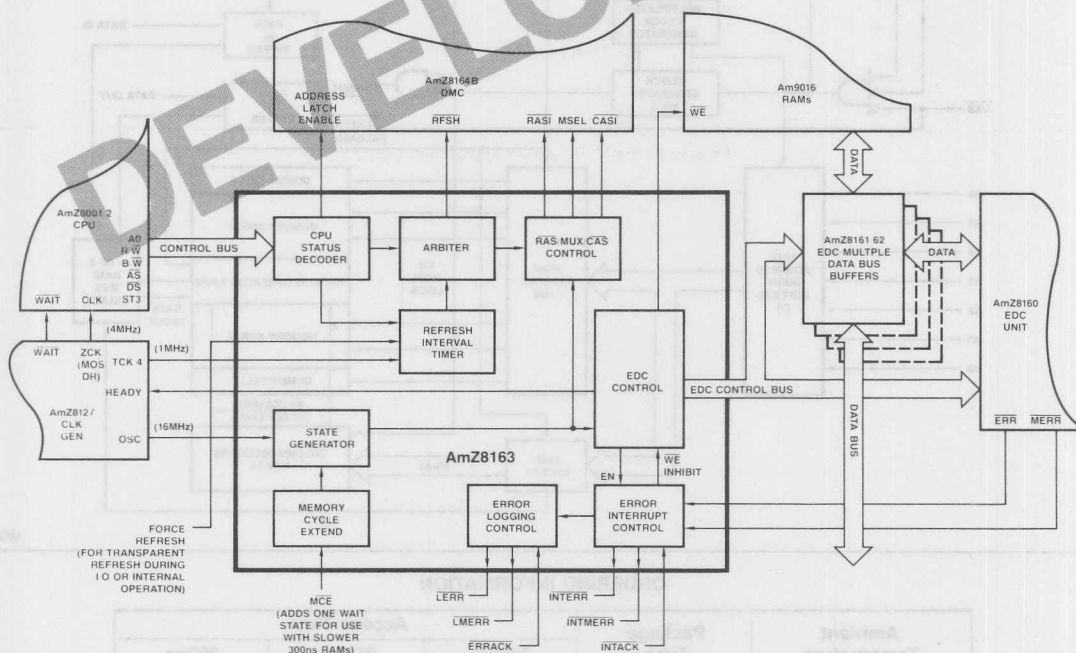 DEVELO
AmZ8164B
DMC
ADDRESS
LATCH
ENABLE
RFSH
RASI MSEL CASI
Am9016
RAMs
WE
DATA
CPU
A0
R W
B W
AS
DS
ST3
WAIT CLK
CONTROL BUS
CPU
STATUS
DECODER
ARBITER
RAS/MUX/CAS
CONTROL
AmZ8161 62
EDC MULTPLE
DATA BUS
BUFFERS
DATA
AmZ8160
EDC
UNIT
ERR MERR
(4MHz)
WAIT
ZCK
(MOS
DR)
TCK 4
(1MHz)
READY
CLK
GEN
OSC
(16MHz)
REFRESH
INTERVAL
TIMER
EDC
CONTROL
EDC CONTROL BUS
DATA BUS
STATE
GENERATOR
AmZ8163
EN
WE
INHIBIT
MEMORY
CYCLE
EXTEND
ERROR
LOGGING
CONTROL
ERROR
INTERRUPT
CONTROL
FORCE
REFRESH
(FOR TRANSPARENT
REFRESH DURING
I O OR INTERNAL
OPERATION)
MCE
(ADDS ONE WAIT
STATE FOR USE
WITH SLOWER
300ns RAMs)
LERR
LMERR
ERRACK
INTERR
INTMERR
INTACK